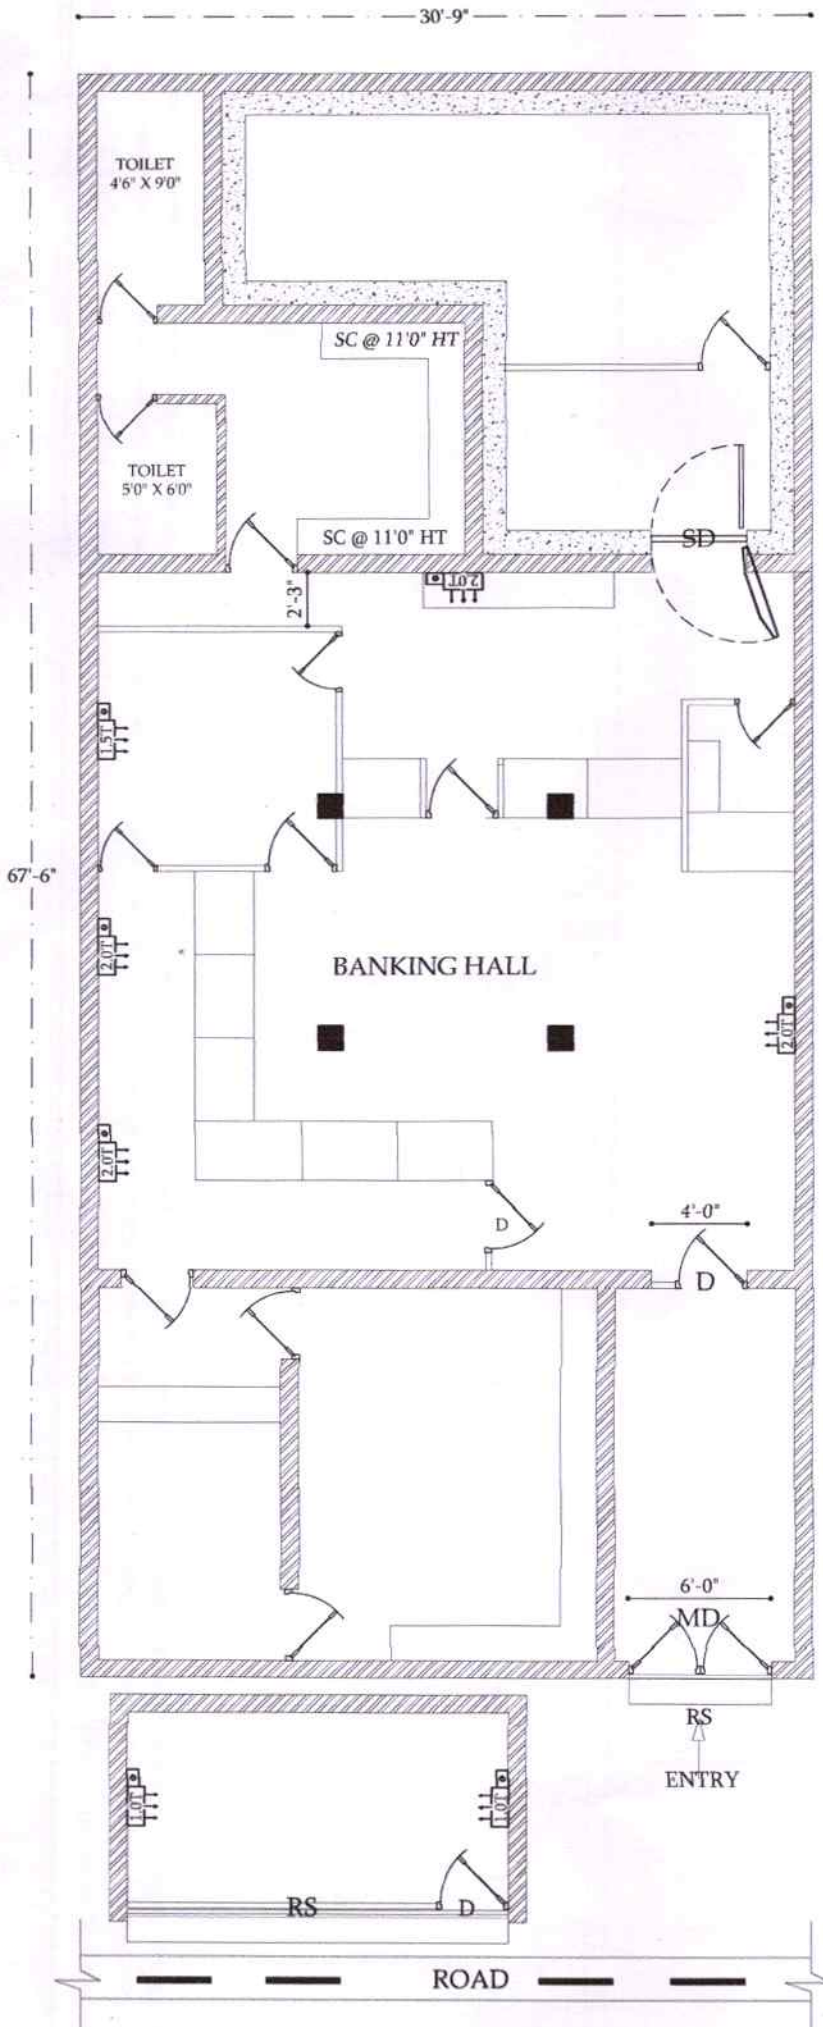 30'-9"
TOILET
4'6" X 9'0"
SC @ 11'0" HT
TOILET
5'0" X 6'0"
SC @ 11'0" HT
SD
2'-3"
2.0T
1.5T
67'-6"
2.0T
BANKING HALL
2.0T
2.0T
D
4'-0"
D
6'-0"
MD
RS
ENTRY
1.0T
1.0T
RS
D
ROAD